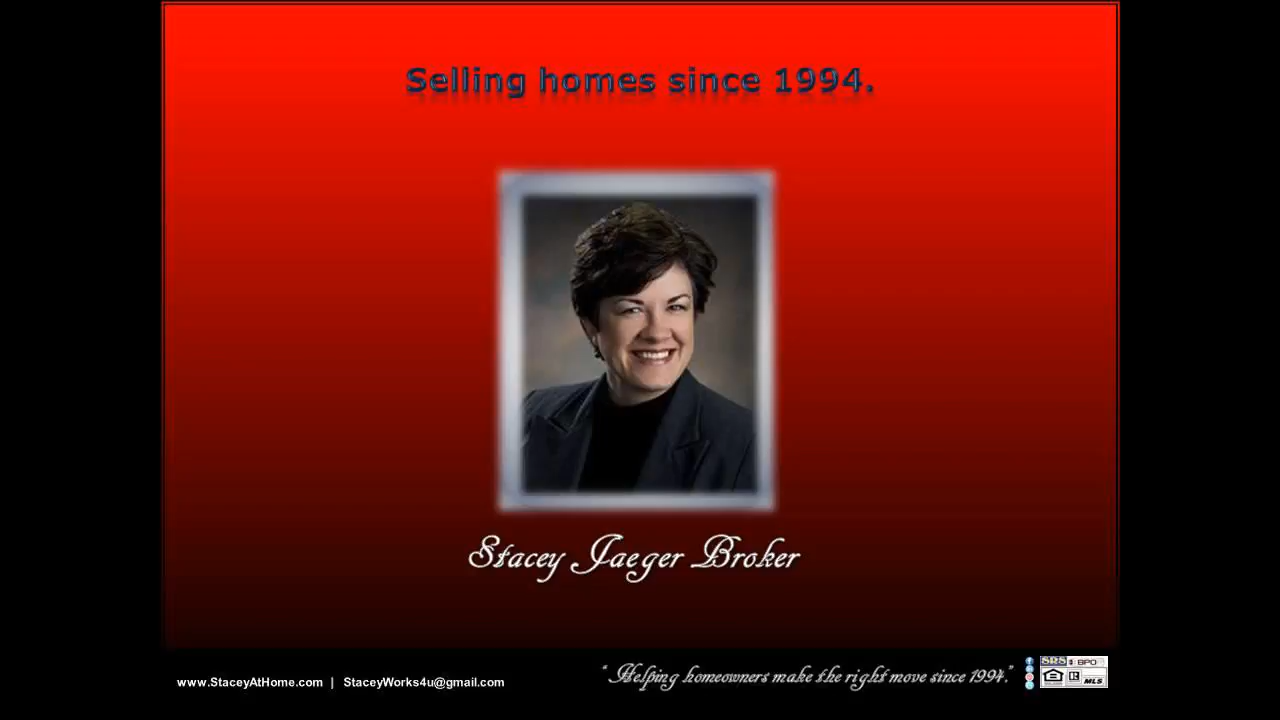 Selling homes since 1994.
Stacey Jaeger Broker
www.StaceyAtHome.com | StaceyWorks4u@gmail.com
“Helping homeowners make the right move since 1994.”
SRS BPO
R MLS